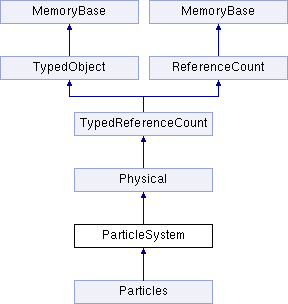 MemoryBase MemoryBase
TypedObject ReferenceCount
TypedReferenceCount
Physical
ParticleSystem
Particles